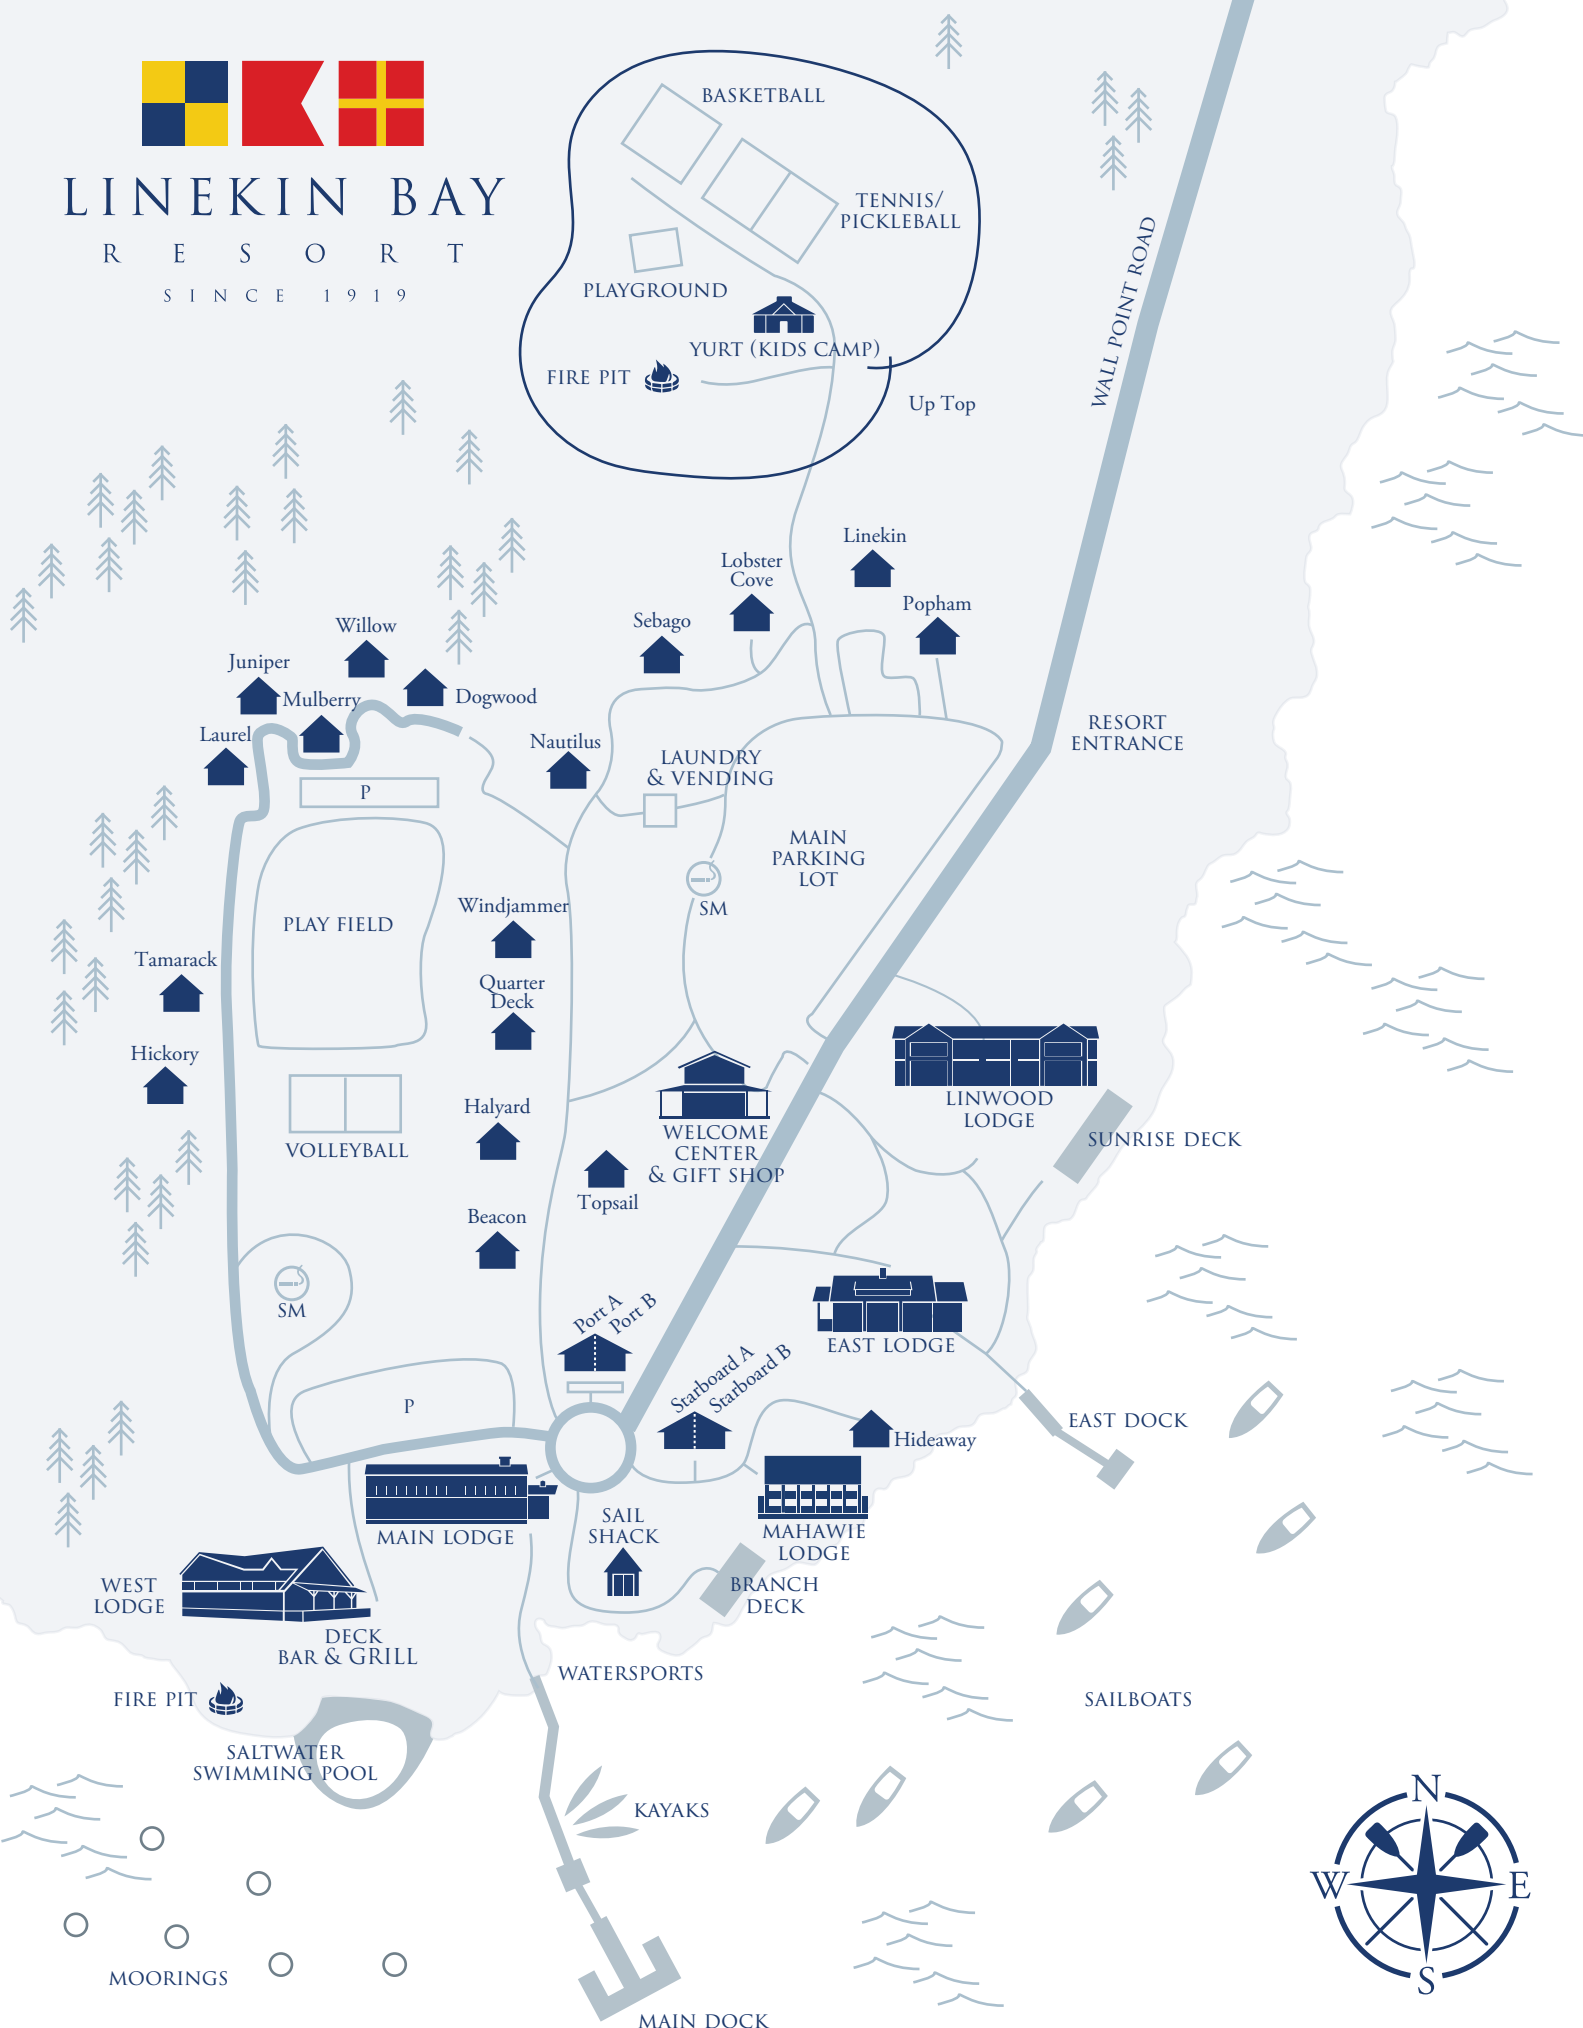 LINEKIN BAY
RESORT
SINCE 1919
BASKETBALL
TENNIS/
PICKLEBALL
PLAYGROUND
YURT (KIDS CAMP)
FIRE PIT
Up Top
WALL POINT ROAD
Linekin
Lobster
Cove
Popham
Sebago
Willow
Juniper
Mulberry
Dogwood
Laurel
Nautilus
RESORT
ENTRANCE
LAUNDRY
& VENDING
P
MAIN
PARKING
LOT
SM
PLAY FIELD
Windjammer
Tamarack
Quarter
Deck
Hickory
VOLLEYBALL
Halyard
WELCOME
CENTER
& GIFT SHOP
LINWOOD
LODGE
SUNRISE DECK
Topsail
Beacon
SM
Port A
Port B
EAST LODGE
Starboard A
Starboard B
P
EAST DOCK
Hideaway
MAIN LODGE
SAIL
SHACK
MAHAWIE
LODGE
WEST
LODGE
BRANCH
DECK
DECK
BAR & GRILL
WATERSPORTS
FIRE PIT
SAILBOATS
SALTWATER
SWIMMING POOL
KAYAKS
MOORINGS
MAIN DOCK
N
W
E
S